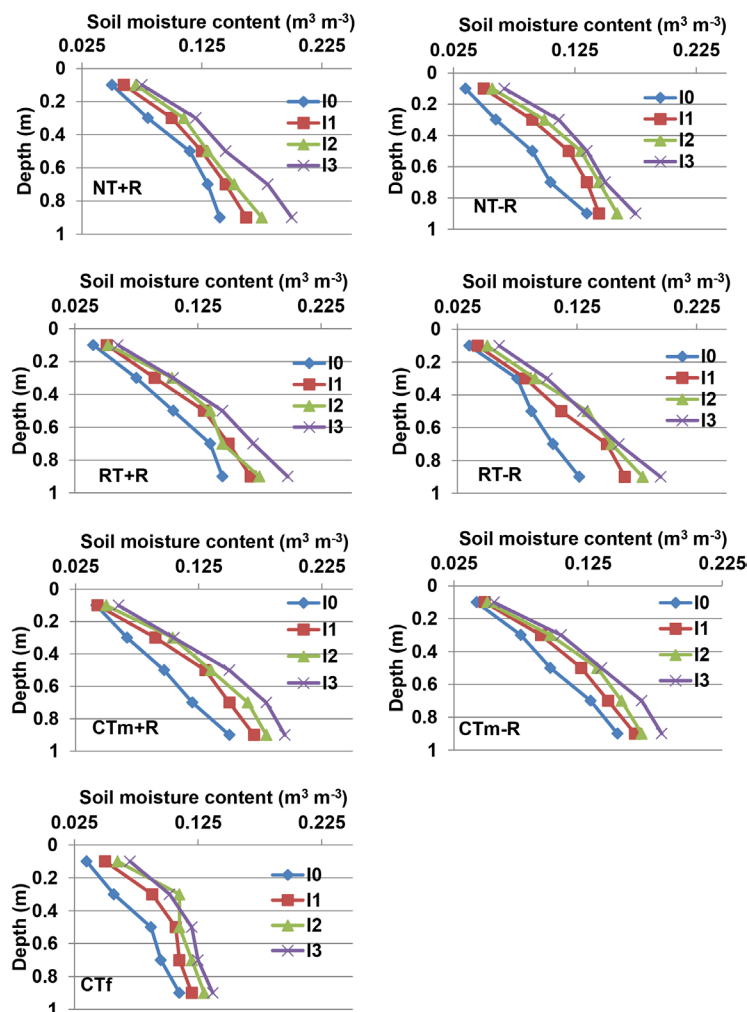 Soil moisture content (m³ m⁻³)
0.025 0.125 0.225
0
0.2
0.4
0.6
0.8
1
Depth (m)
I0
I1
I2
I3
NT+R
Soil moisture content (m³ m⁻³)
0.025 0.125 0.225
0
0.2
0.4
0.6
0.8
1
Depth (m)
I0
I1
I2
I3
NT-R
Soil moisture content (m³ m⁻³)
0.025 0.125 0.225
0
0.2
0.4
0.6
0.8
1
Depth (m)
I0
I1
I2
I3
RT+R
Soil moisture content (m³ m⁻³)
0.025 0.125 0.225
0
0.2
0.4
0.6
0.8
1
Depth (m)
I0
I1
I2
I3
RT-R
Soil moisture content (m³ m⁻³)
0.025 0.125 0.225
0
0.2
0.4
0.6
0.8
1
Depth (m)
I0
I1
I2
I3
CTm+R
Soil moisture content (m³ m⁻³)
0.025 0.125 0.225
0
0.2
0.4
0.6
0.8
1
Depth (m)
I0
I1
I2
I3
CTm-R
Soil moisture content (m³ m⁻³)
0.025 0.125 0.225
0
0.2
0.4
0.6
0.8
1
Depth (m)
I0
I1
I2
I3
CTf